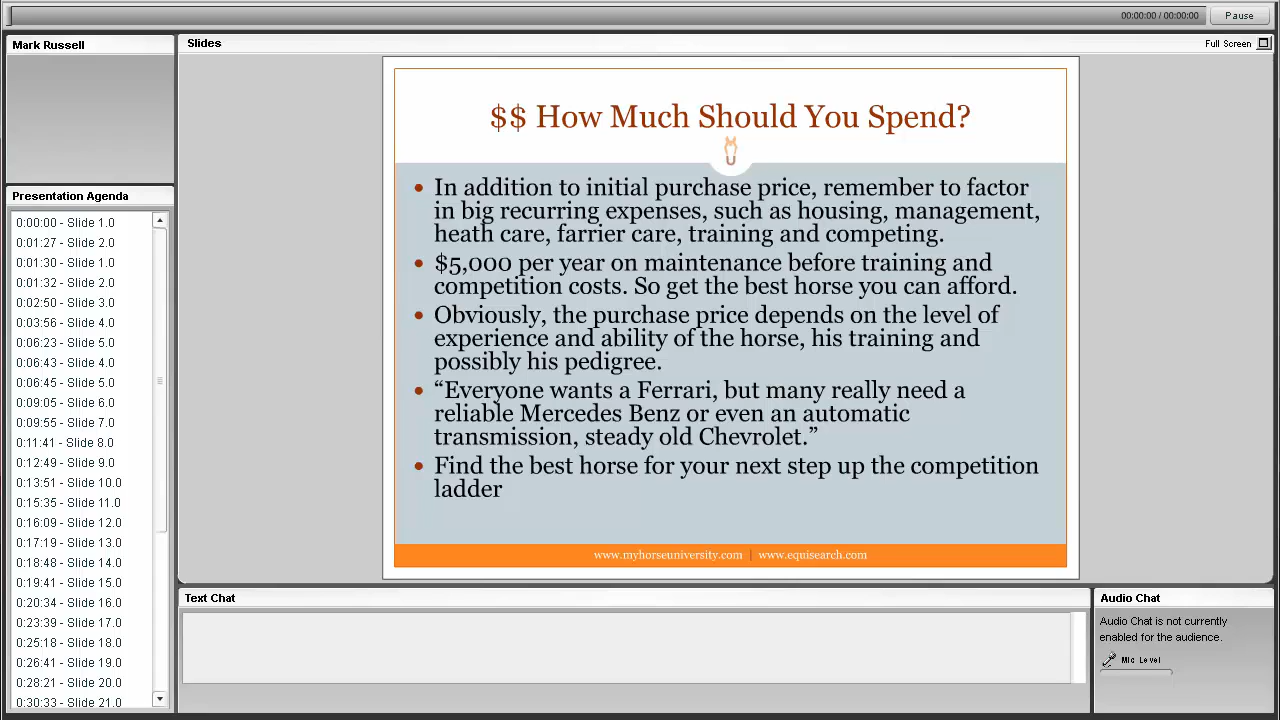 00:00:00 / 00:00:00
Pause
Mark Russell
Slides
Full Screen
$$ How Much Should You Spend?
In addition to initial purchase price, remember to factor
in big recurring expenses, such as housing, management,
heath care, farrier care, training and competing.
$5,000 per year on maintenance before training and
competition costs. So get the best horse you can afford.
Obviously, the purchase price depends on the level of
experience and ability of the horse, his training and
possibly his pedigree.
“Everyone wants a Ferrari, but many really need a
reliable Mercedes Benz or even an automatic
transmission, steady old Chevrolet.”
Find the best horse for your next step up the competition
ladder
www.myhorseuniversity.com | www.equisearch.com
Presentation Agenda
0:00:00 - Slide 1.0
0:01:27 - Slide 2.0
0:01:30 - Slide 1.0
0:01:32 - Slide 2.0
0:02:50 - Slide 3.0
0:03:56 - Slide 4.0
0:06:23 - Slide 5.0
0:06:43 - Slide 4.0
0:06:45 - Slide 5.0
0:09:05 - Slide 6.0
0:09:55 - Slide 7.0
0:11:41 - Slide 8.0
0:12:49 - Slide 9.0
0:13:51 - Slide 10.0
0:15:35 - Slide 11.0
0:16:09 - Slide 12.0
0:17:19 - Slide 13.0
0:18:48 - Slide 14.0
0:19:41 - Slide 15.0
0:20:34 - Slide 16.0
0:23:39 - Slide 17.0
0:25:18 - Slide 18.0
0:26:41 - Slide 19.0
0:28:21 - Slide 20.0
0:30:33 - Slide 21.0
Text Chat
Audio Chat
Audio Chat is not currently
enabled for the audience.
Mic Level